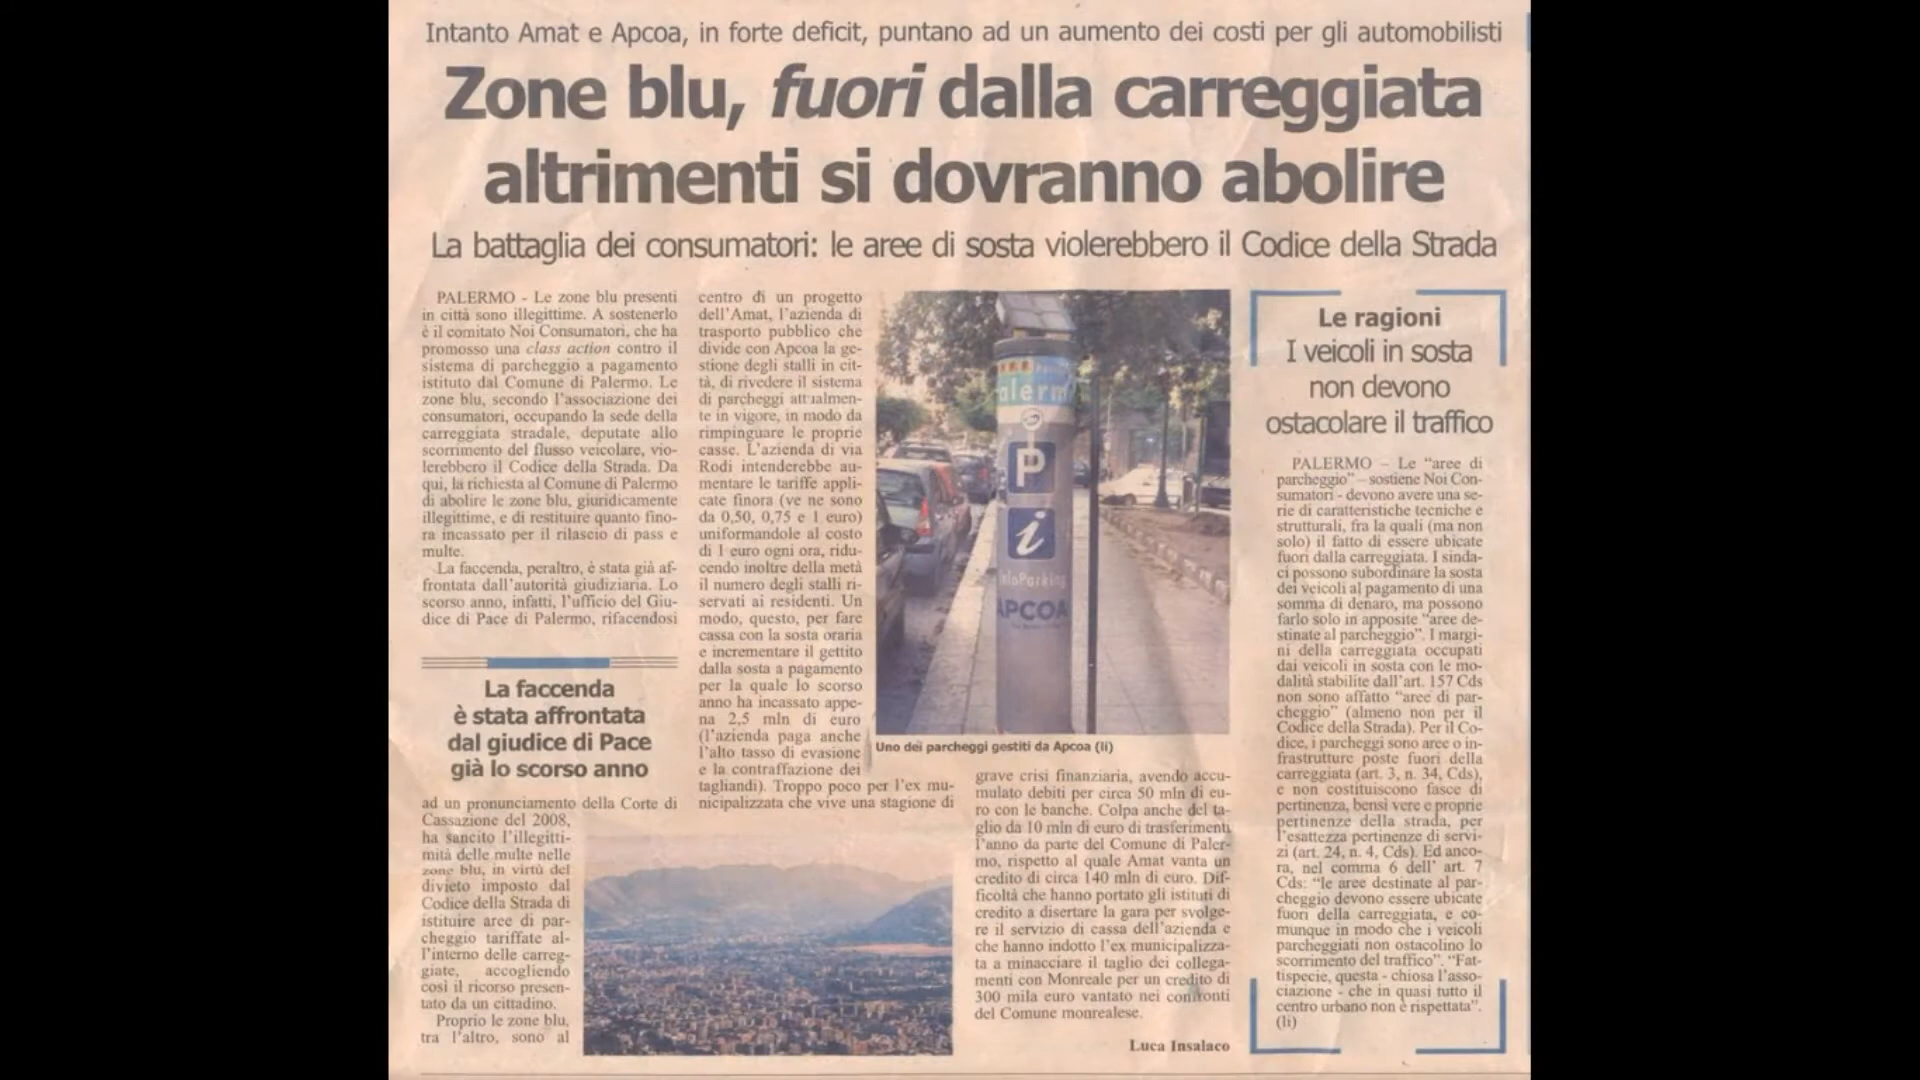 Intanto Amat e Apcoa, in forte deficit, puntano ad un aumento dei costi per gli automobilisti
Zone blu, fuori dalla carreggiata
altrimenti si dovranno abolire
La battaglia dei consumatori: le aree di sosta violerebbero il Codice della Strada
PALERMO - Le zone blu presenti
in città sono illegittime. A sostenerlo
è il comitato Noi Consumatori, che ha
promosso una class action contro il
sistema di parcheggio a pagamento
istituto dal Comune di Palermo. Le
zone blu, secondo l'associazione dei
consumatori, occupando la sede della
carreggiata stradale, deputate allo
scorrimento del flusso veicolare, vio-
lerebbero il Codice della Strada. Da
qui, la richiesta al Comune di Palermo
di abolire le zone blu, giuridicamente
illegittime, e di restituire quanto fino-
ra incassato per il rilascio di pass e
multe.
La faccenda, peraltro, è stata già af-
frontata dall'autorità giudiziaria. Lo
scorso anno, infatti, l'ufficio del Giu-
dice di Pace di Palermo, rifacendosi
La faccenda
è stata affrontata
dal giudice di Pace
già lo scorso anno
ad un pronunciamento della Corte di
Cassazione del 2008,
ha sancito l'illegitti-
mità delle multe nelle
zone blu, in virtù del
divieto imposto dal
Codice della Strada di
istituire aree di par-
cheggio tariffate al-
l'interno delle carreg-
giate, accogliendo
così il ricorso presen-
tato da un cittadino.
Proprio le zone blu,
tra l'altro, sono al
centro di un progetto
dell'Amat, l'azienda di
trasporto pubblico che
divide con Apcoa la ge-
stione degli stalli in cit-
tà, di rivedere il sistema
di parcheggi attualmen-
te in vigore, in modo da
rimpinguare le proprie
casse. L'azienda di via
Rodi intenderebbe au-
mentare le tariffe appli-
cate finora (ve ne sono
da 0,50, 0,75 e 1 euro)
uniformandole al costo
di 1 euro ogni ora, ridu-
cendo inoltre della metà
il numero degli stalli ri-
servati ai residenti. Un
modo, questo, per fare
cassa con la sosta oraria
e incrementare il gettito
dalla sosta a pagamento
per la quale lo scorso
anno ha incassato appe-
na 2,5 mln di euro
(l'azienda paga anche
l'alto tasso di evasione
e la contraffazione dei
tagliandi). Troppo poco per l'ex mu-
nicipalizzata che vive una stagione di
alerm
P
i
InfoParking
APCOA
Uno dei parcheggi gestiti da Apcoa (li)
grave crisi finanziaria, avendo accu-
mulato debiti per circa 50 mln di eu-
ro con le banche. Colpa anche del ta-
glio da 10 mln di euro di trasferimenti
l'anno da parte del Comune di Paler-
mo, rispetto al quale Amat vanta un
credito di circa 140 mln di euro. Dif-
ficoltà che hanno portato gli istituti di
credito a disertare la gara per svolge-
re il servizio di cassa dell'azienda e
che hanno indotto l'ex municipalizza-
ta a minacciare il taglio dei collega-
menti con Monreale per un credito di
300 mila euro vantato nei confronti
del Comune monrealese.
Luca Insalaco
Le ragioni
I veicoli in sosta
non devono
ostacolare il traffico
PALERMO – Le “aree di
parcheggio” – sostiene Noi Con-
sumatori - devono avere una se-
rie di caratteristiche tecniche e
strutturali, fra la quali (ma non
solo) il fatto di essere ubicate
fuori dalla carreggiata. I sinda-
ci possono subordinare la sosta
dei veicoli al pagamento di una
somma di denaro, ma possono
farlo solo in apposite “aree de-
stinate al parcheggio”. I margi-
ni della carreggiata occupati
dai veicoli in sosta con le mo-
dalità stabilite dall'art. 157 Cds
non sono affatto “aree di par-
cheggio” (almeno non per il
Codice della Strada). Per il Co-
dice, i parcheggi sono aree o in-
frastrutture poste fuori della
carreggiata (art. 3, n. 34, Cds),
e non costituiscono fasce di
pertinenza, bensì vere e proprie
pertinenze della strada, per
l'esattezza pertinenze di servi-
zi (art. 24, n. 4, Cds). Ed anco-
ra, nel comma 6 dell' art. 7
Cds: “le aree destinate al par-
cheggio devono essere ubicate
fuori della carreggiata, e co-
munque in modo che i veicoli
parcheggiati non ostacolino lo
scorrimento del traffico”. “Fat-
tispecie, questa - chiosa l'asso-
ciazione - che in quasi tutto il
centro urbano non è rispettata”.
(li)